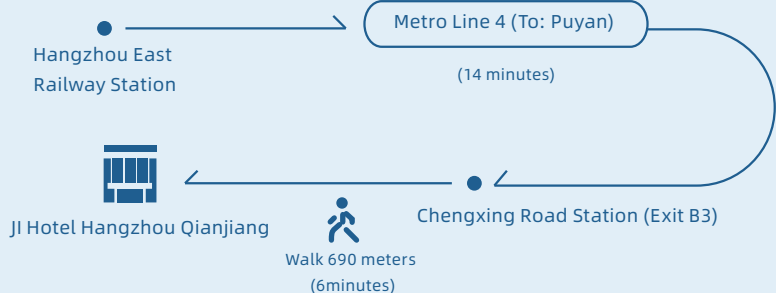 Metro Line 4 (To: Puyan)
Hangzhou East
Railway Station
(14 minutes)
JI Hotel Hangzhou Qianjiang
Chengxing Road Station (Exit B3)
Walk 690 meters
(6minutes)